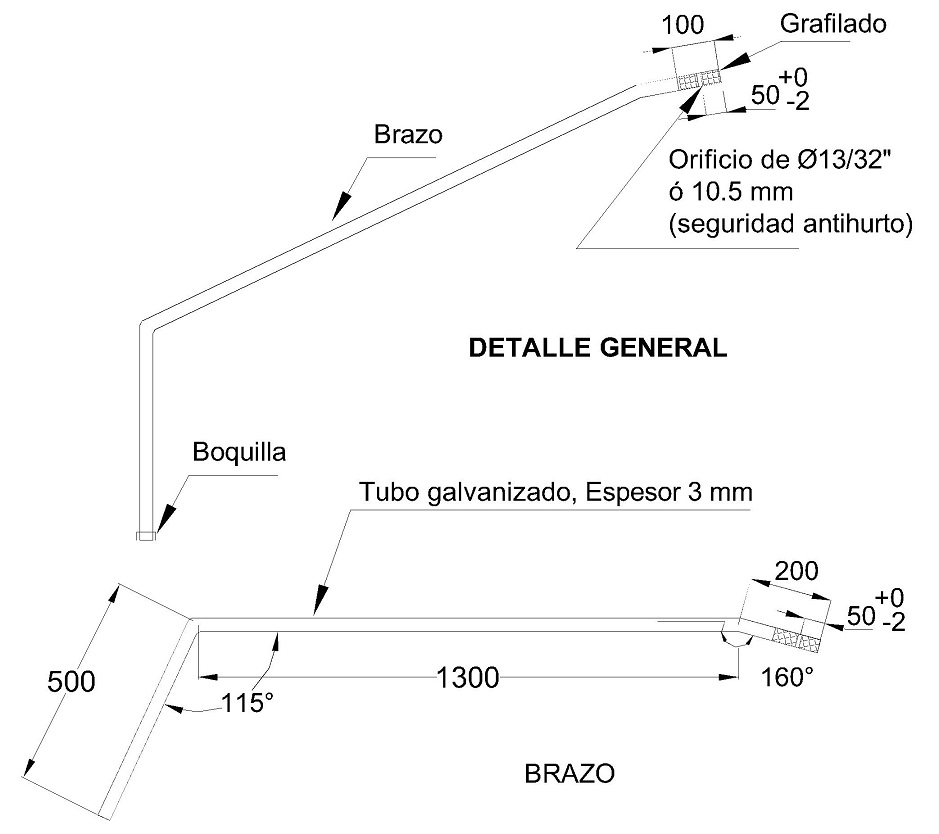 100
Grafilado
50 +0 -2
Brazo
Orificio de Ø13/32"
ó 10.5 mm
(seguridad antihurto)
DETALLE GENERAL
Boquilla
Tubo galvanizado, Espesor 3 mm
200
50 +0 -2
500
115°
1300
160°
BRAZO